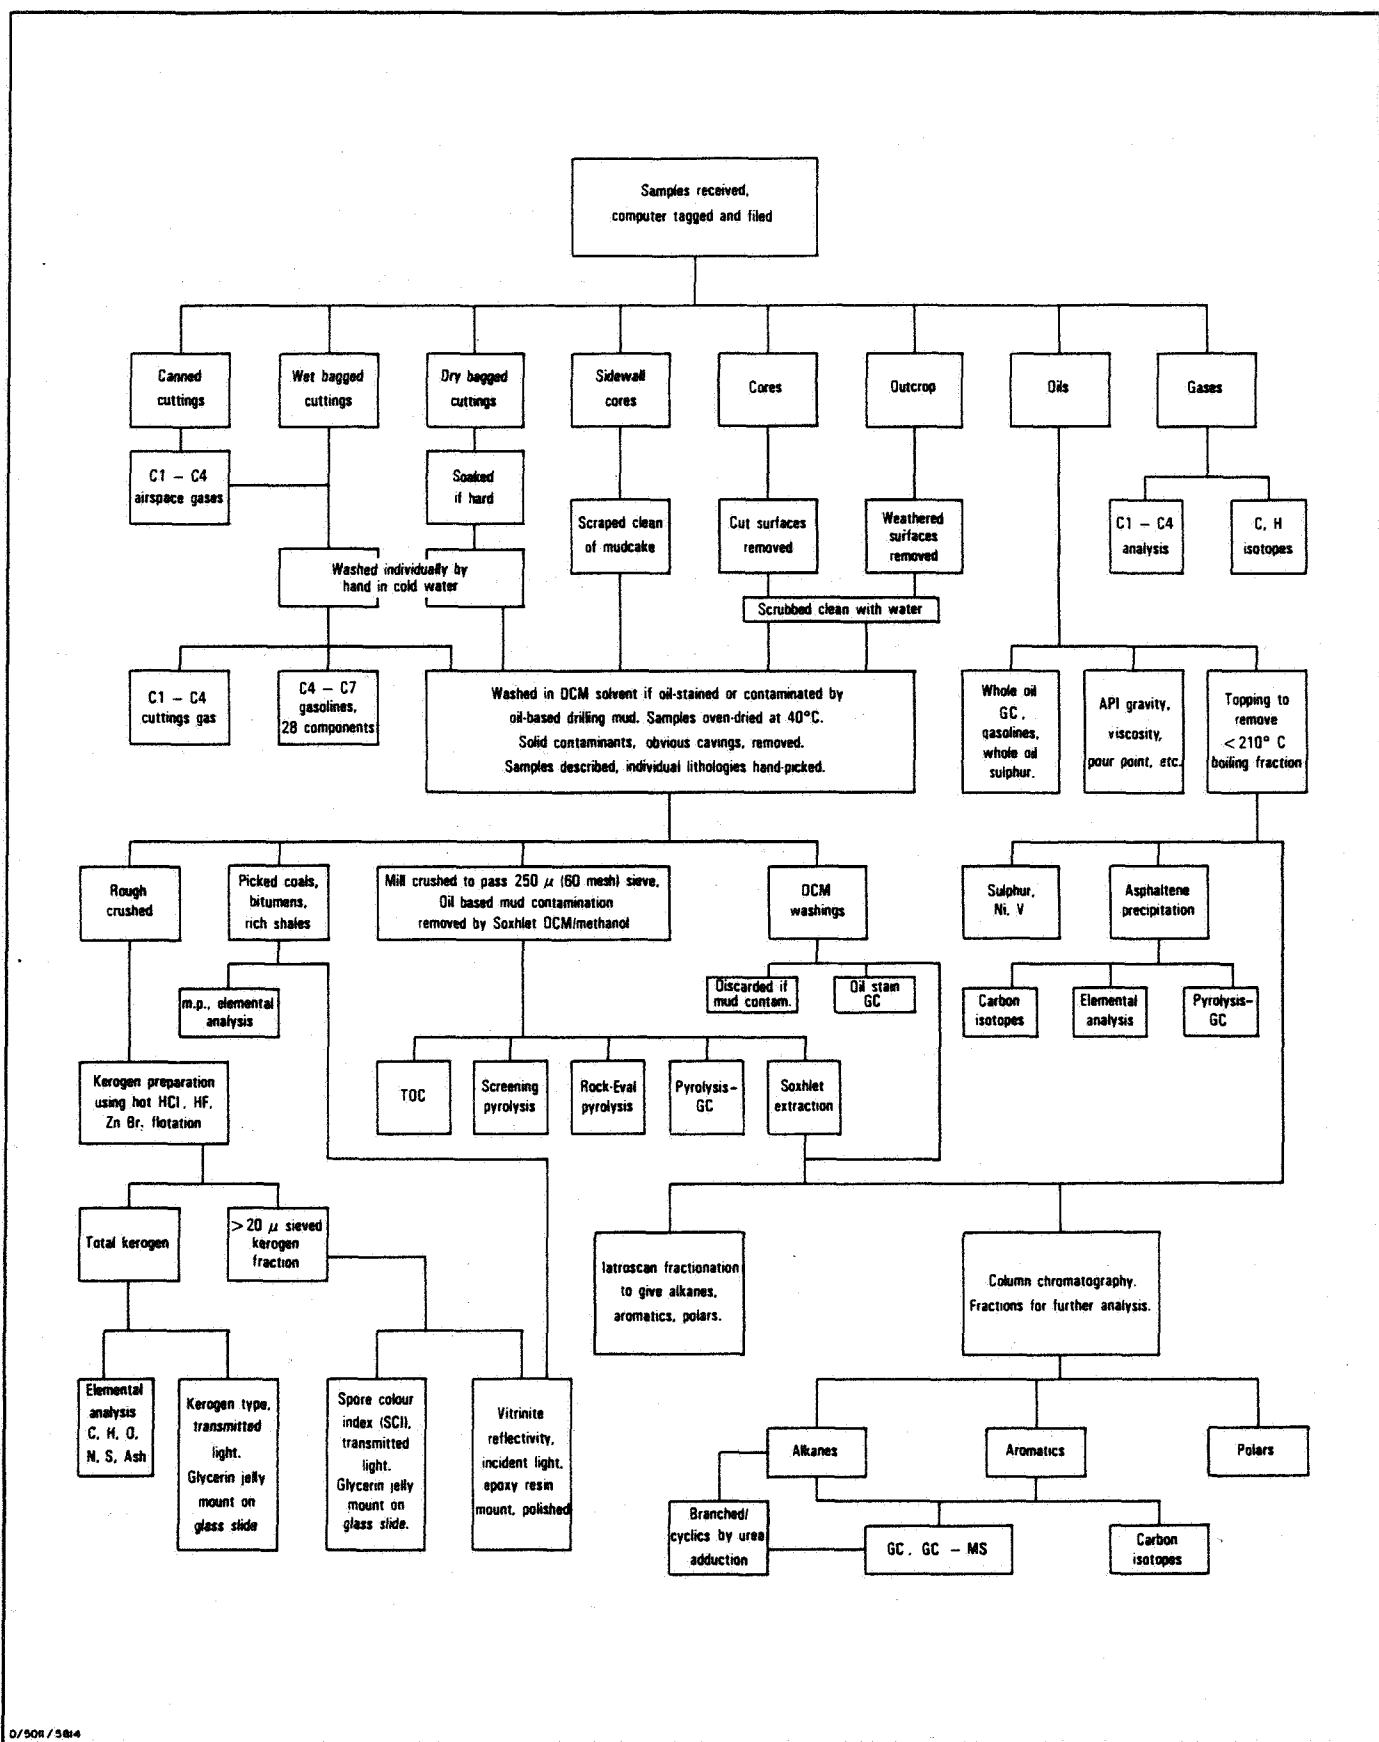 Samples received,
computer tagged and filed
Canned
cuttings
Wet bagged
cuttings
Dry bagged
cuttings
Sidewall
cores
Cores
Outcrop
Oils
Gases
C1 – C4
airspace gases
Soaked
if hard
Scraped clean
of mudcake
Cut surfaces
removed
Weathered
surfaces
removed
C1 – C4
analysis
C, H
isotopes
Washed individually by
hand in cold water
Scrubbed clean with water
C1 – C4
cuttings gas
C4 – C7
gasolines,
28 components
Washed in DCM solvent if oil-stained or contaminated by
oil-based drilling mud. Samples oven-dried at 40°C.
Solid contaminants, obvious cavings, removed.
Samples described, individual lithologies hand-picked.
Whole oil
GC,
gasolines,
whole oil
sulphur.
API gravity,
viscosity,
pour point, etc.
Topping to
remove
<210° C
boiling fraction
Rough
crushed
Picked coals,
bitumens,
rich shales
Mill crushed to pass 250 μ (60 mesh) sieve,
Oil based mud contamination
removed by Soxhlet DCM/methanol
DCM
washings
Sulphur,
Ni, V
Asphaltene
precipitation
m.p., elemental
analysis
Discarded if
mud contam.
Oil stain
GC
Carbon
isotopes
Elemental
analysis
Pyrolysis–
GC
Kerogen preparation
using hot HCl, HF,
Zn Br, flotation
TOC
Screening
pyrolysis
Rock-Eval
pyrolysis
Pyrolysis–
GC
Soxhlet
extraction
Total kerogen
>20 μ sieved
kerogen
fraction
Iatroscan fractionation
to give alkanes,
aromatics, polars.
Column chromatography.
Fractions for further analysis.
Elemental
analysis
C, H, O,
N, S, Ash
Kerogen type,
transmitted
light.
Glycerin jelly
mount on
glass slide
Spore colour
index (SCI),
transmitted
light.
Glycerin jelly
mount on
glass slide.
Vitrinite
reflectivity,
incident light,
epoxy resin
mount, polished
Alkanes
Aromatics
Polars
Branched/
cyclics by urea
adduction
GC, GC – MS
Carbon
isotopes